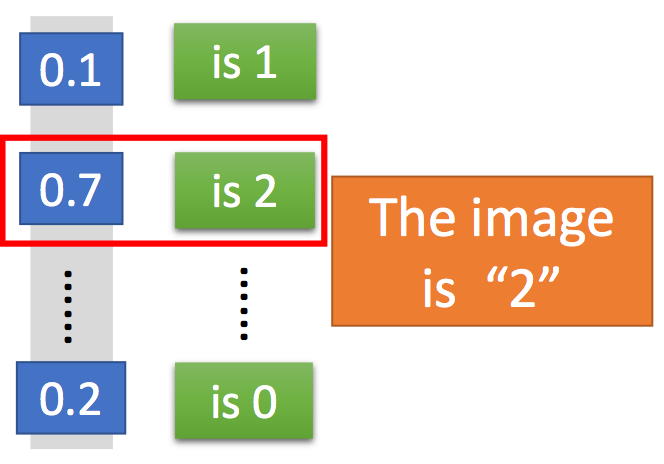 0.1 is 1
0.7 is 2
The image
is “2”
...... ......
0.2 is 0